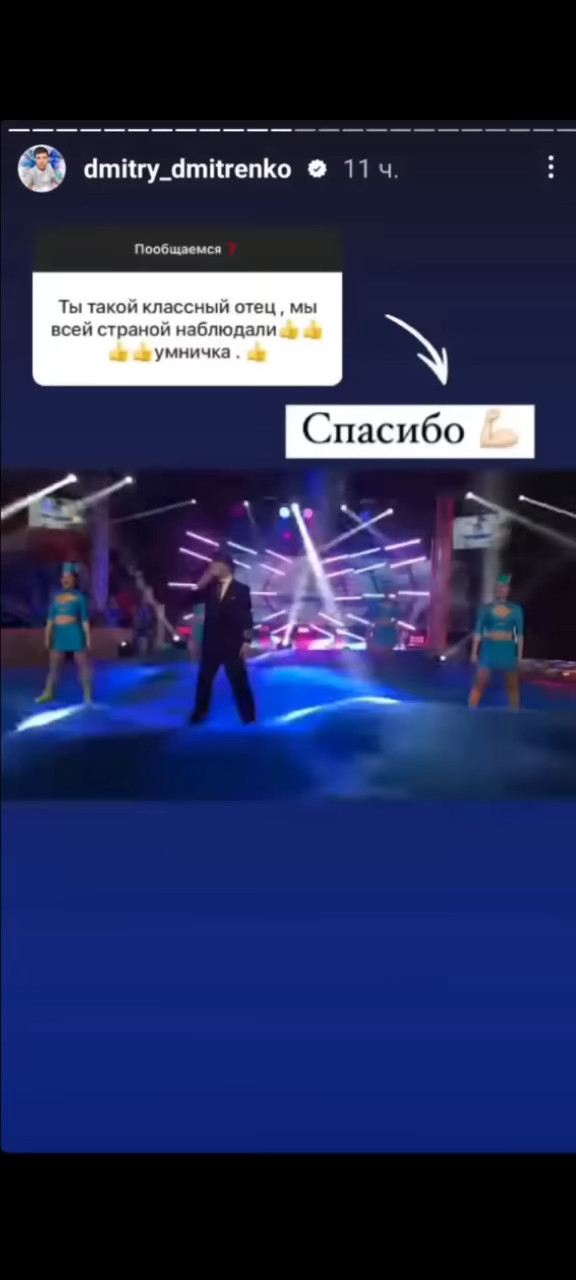 dmitry_dmitrenko 11 ч.
Пообщаемся❓
Ты такой классный отец , мы
всей страной наблюдали👍👍
👍👍умничка . 👍
Спасибо 💪🏻